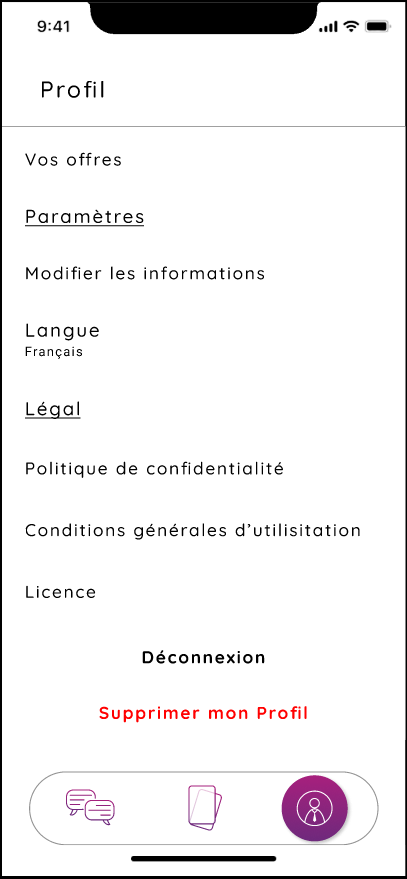 9:41
Profil
Vos offres
Paramètres
Modifier les informations
Langue
Français
Légal
Politique de confidentialité
Conditions générales d’utilisitation
Licence
Déconnexion
Supprimer mon Profil